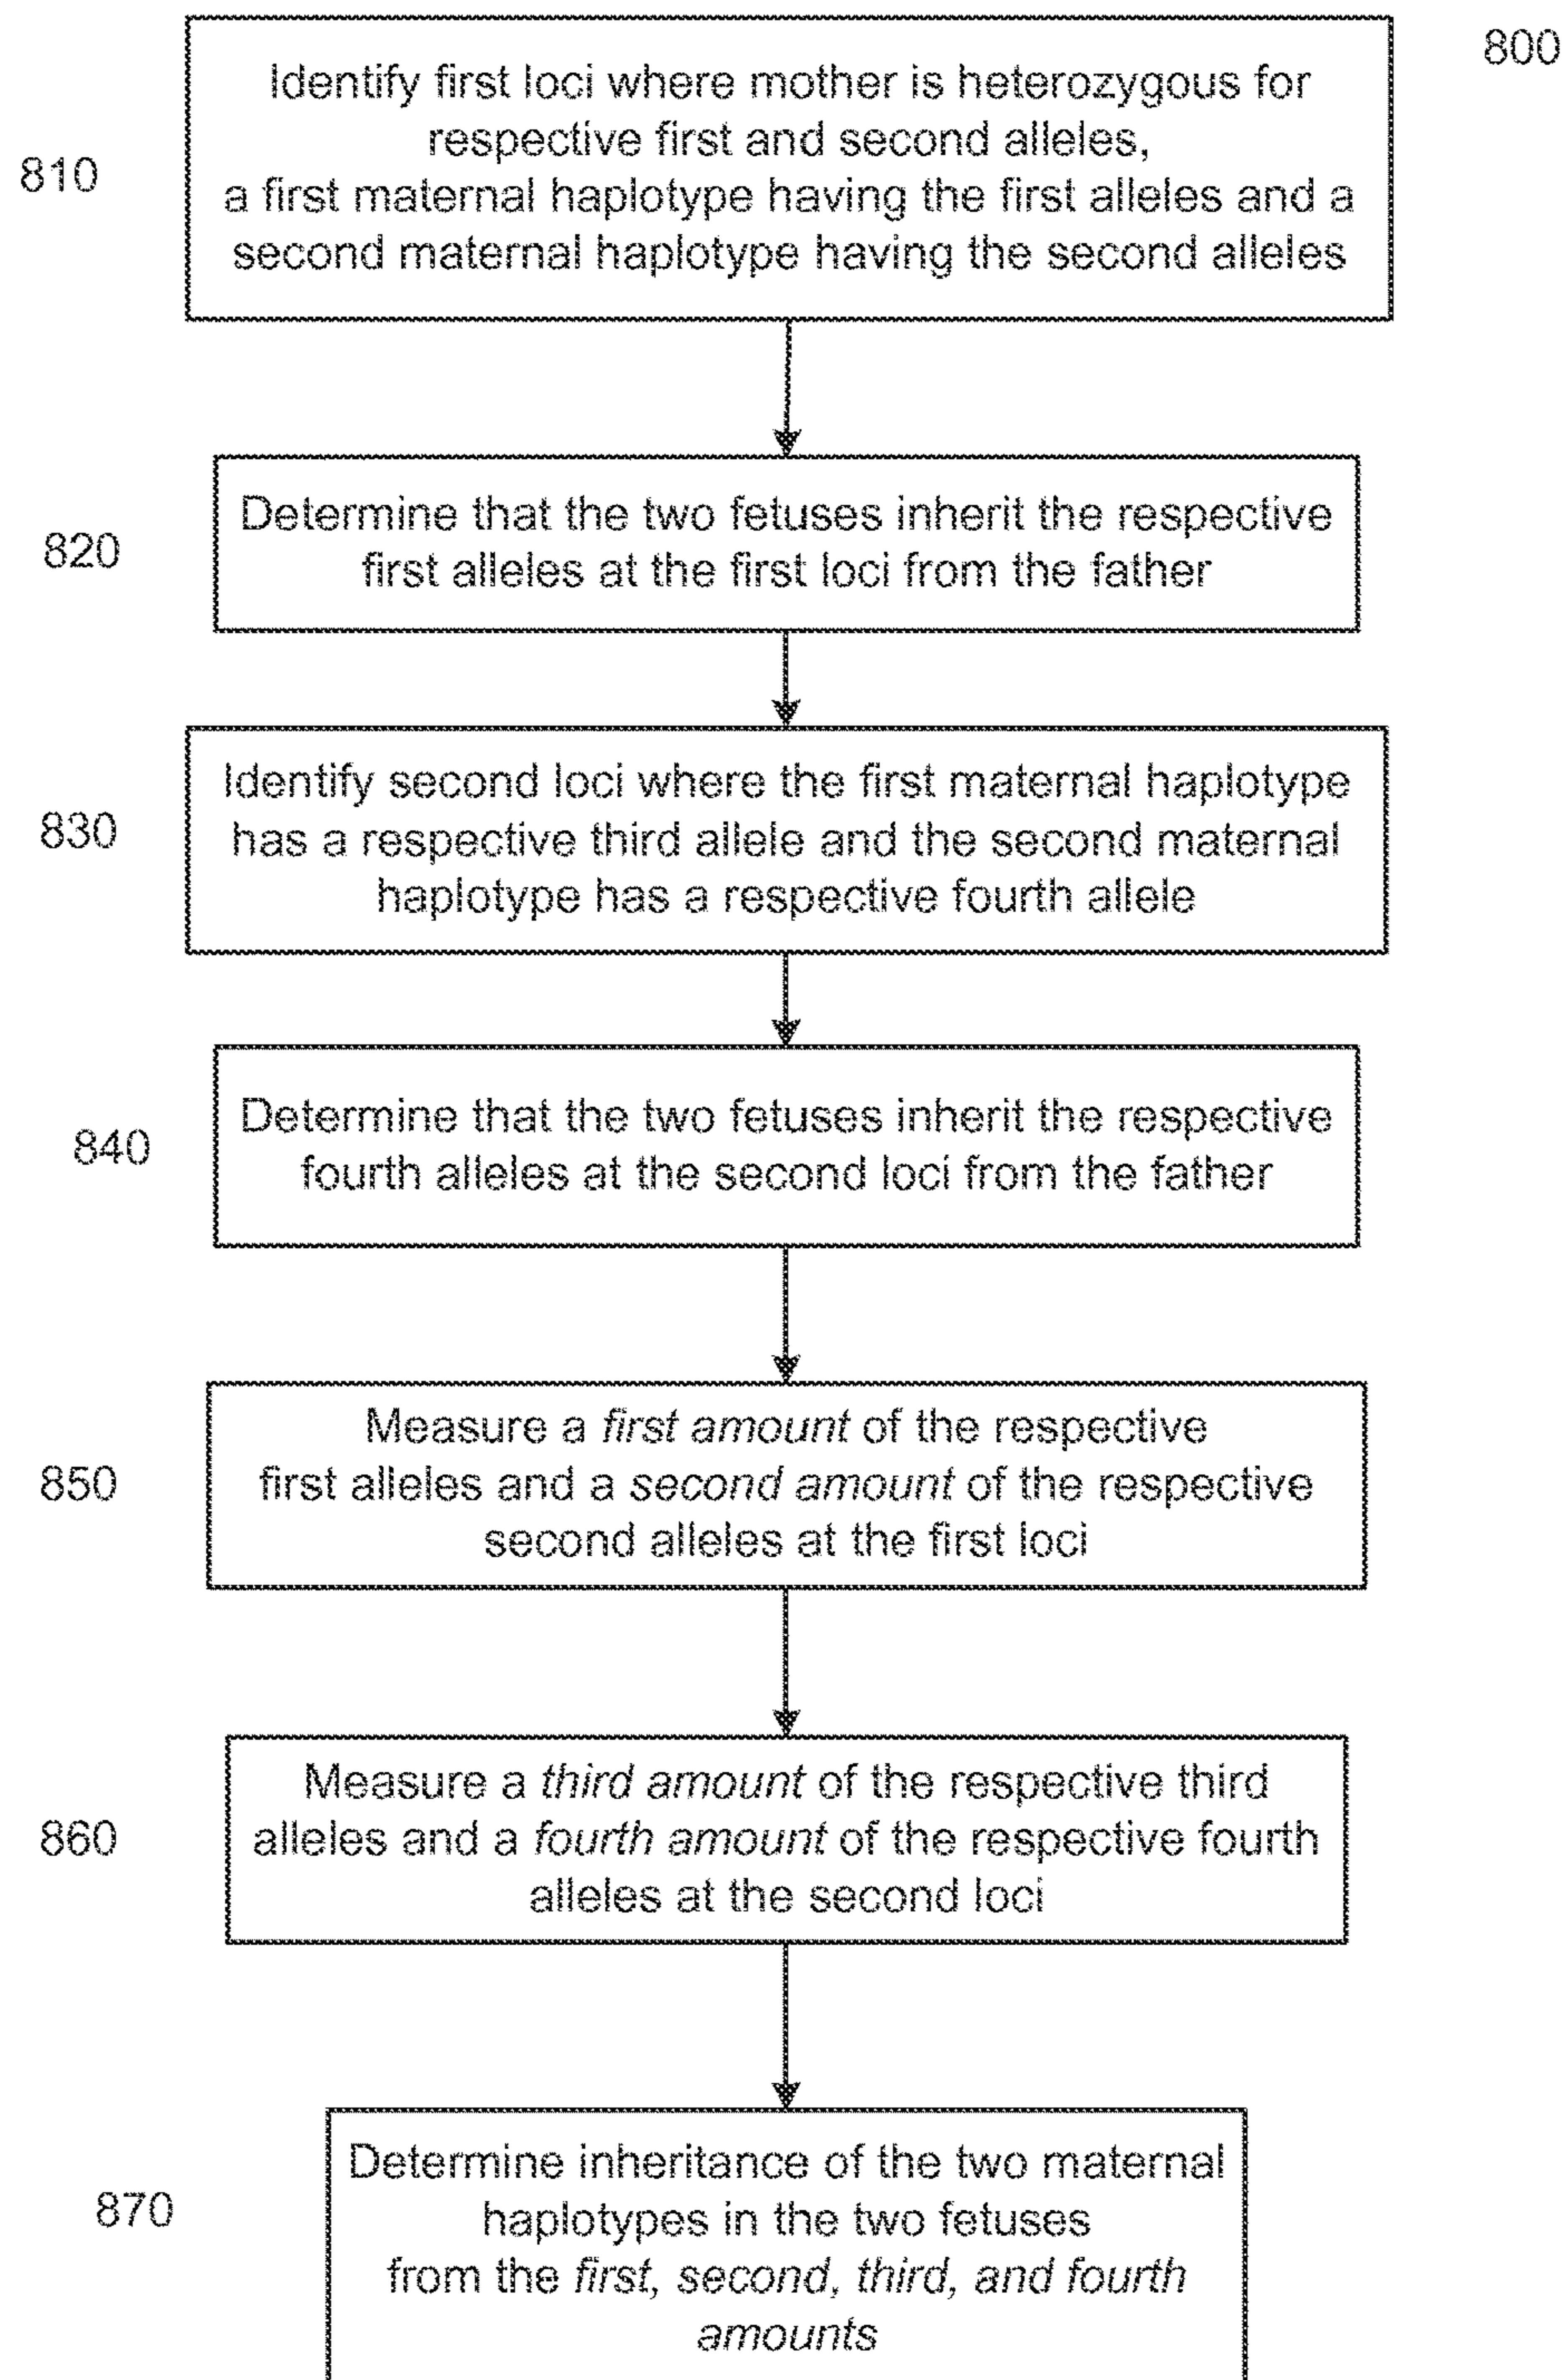 800
810
Identify first loci where mother is heterozygous for
respective first and second alleles,
a first maternal haplotype having the first alleles and a
second maternal haplotype having the second alleles
820
Determine that the two fetuses inherit the respective
first alleles at the first loci from the father
830
Identify second loci where the first maternal haplotype
has a respective third allele and the second maternal
haplotype has a respective fourth allele
840
Determine that the two fetuses inherit the respective
fourth alleles at the second loci from the father
850
Measure a first amount of the respective
first alleles and a second amount of the respective
second alleles at the first loci
860
Measure a third amount of the respective third
alleles and a fourth amount of the respective fourth
alleles at the second loci
870
Determine inheritance of the two maternal
haplotypes in the two fetuses
from the first, second, third, and fourth
amounts